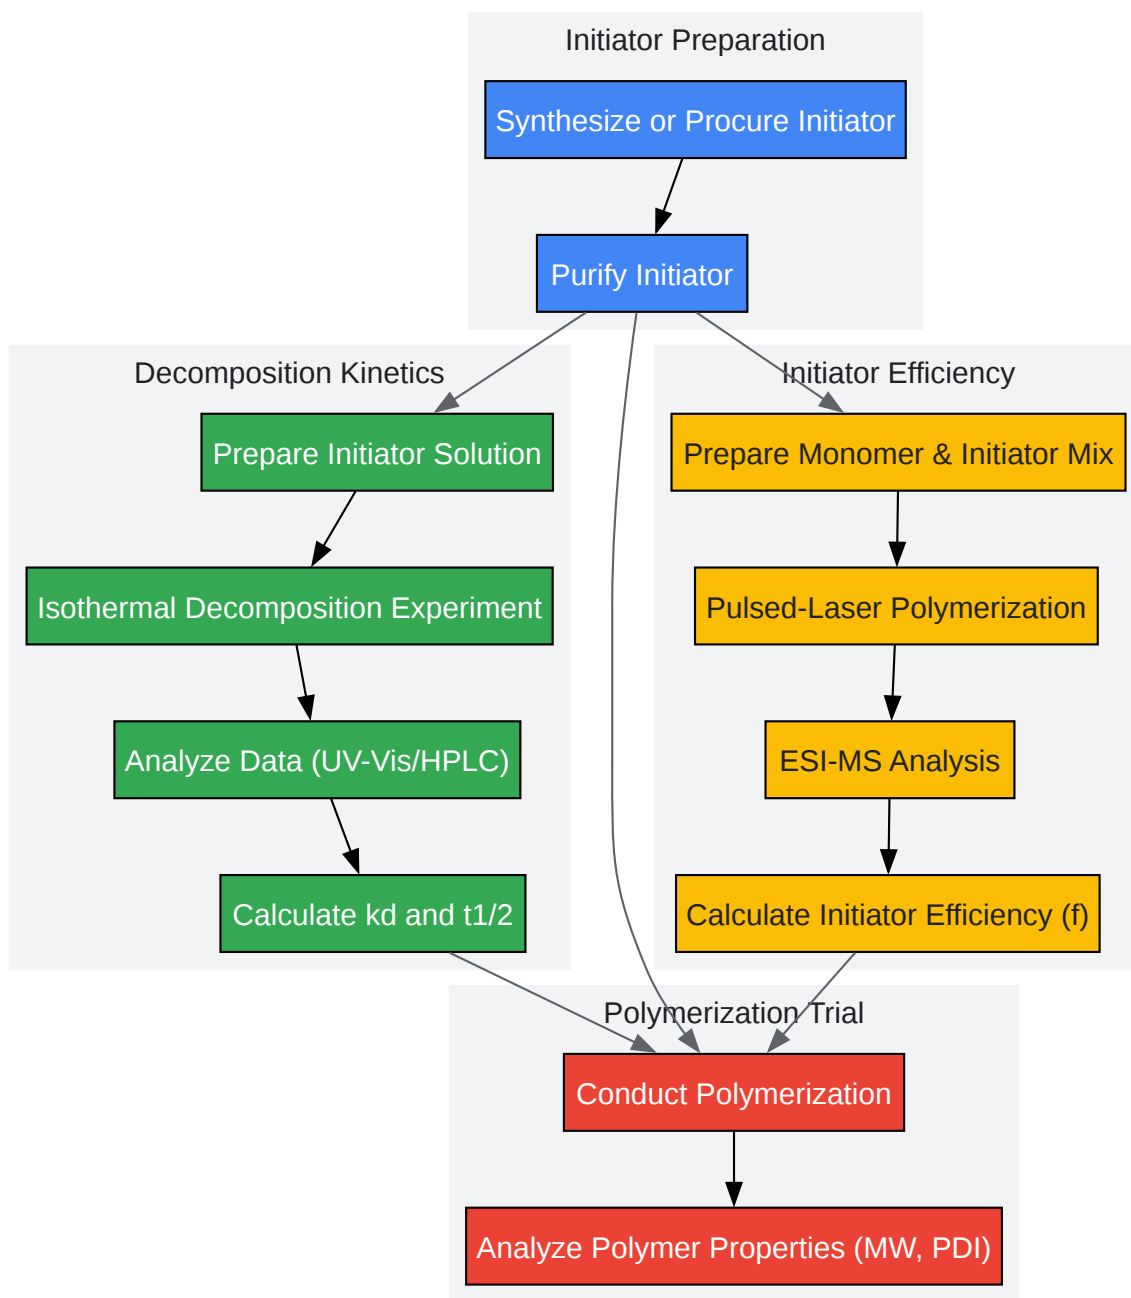 Initiator Preparation
Synthesize or Procure Initiator
Purify Initiator
Decomposition Kinetics
Prepare Initiator Solution
Isothermal Decomposition Experiment
Analyze Data (UV-Vis/HPLC)
Calculate kd and t1/2
Initiator Efficiency
Prepare Monomer & Initiator Mix
Pulsed-Laser Polymerization
ESI-MS Analysis
Calculate Initiator Efficiency (f)
Polymerization Trial
Conduct Polymerization
Analyze Polymer Properties (MW, PDI)